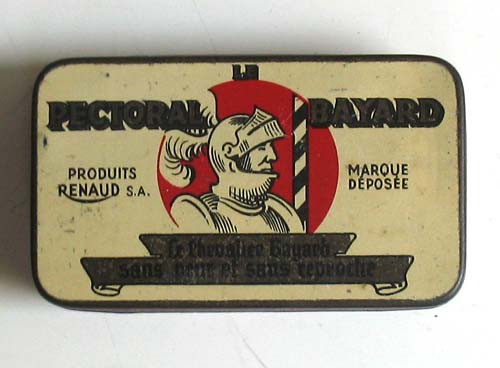 LE
PECTORAL BAYARD
PRODUITS
RENAUD S.A.
MARQUE
DÉPOSÉE
Le Chevalier Bayard
sans peur et sans reproche